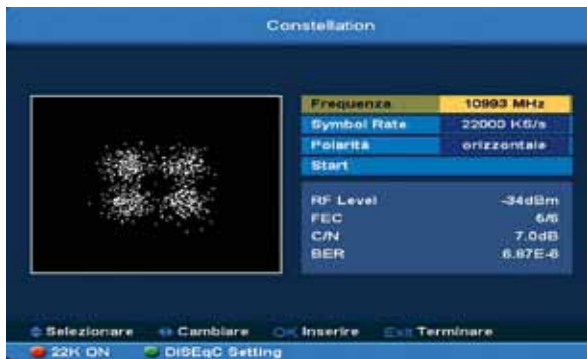 Constellation
Frequenza 10993 MHz
Symbol Rate 22000 KS/s
Polarità orizzontale
Start
RF Level -34dBm
FEC 5/6
C/N 7.0dB
BER 6.87E-6
Selezionare Cambiare OK Inserire Exit Terminare
22K ON DiSEqC Setting